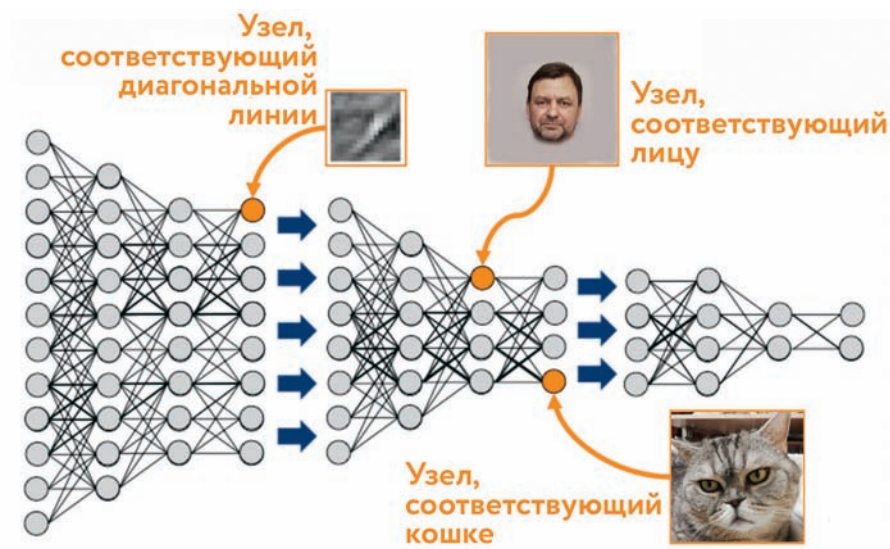 Узел,
соответствующий
диагональной
линии
Узел,
соответствующий
лицу
Узел,
соответствующий
кошке